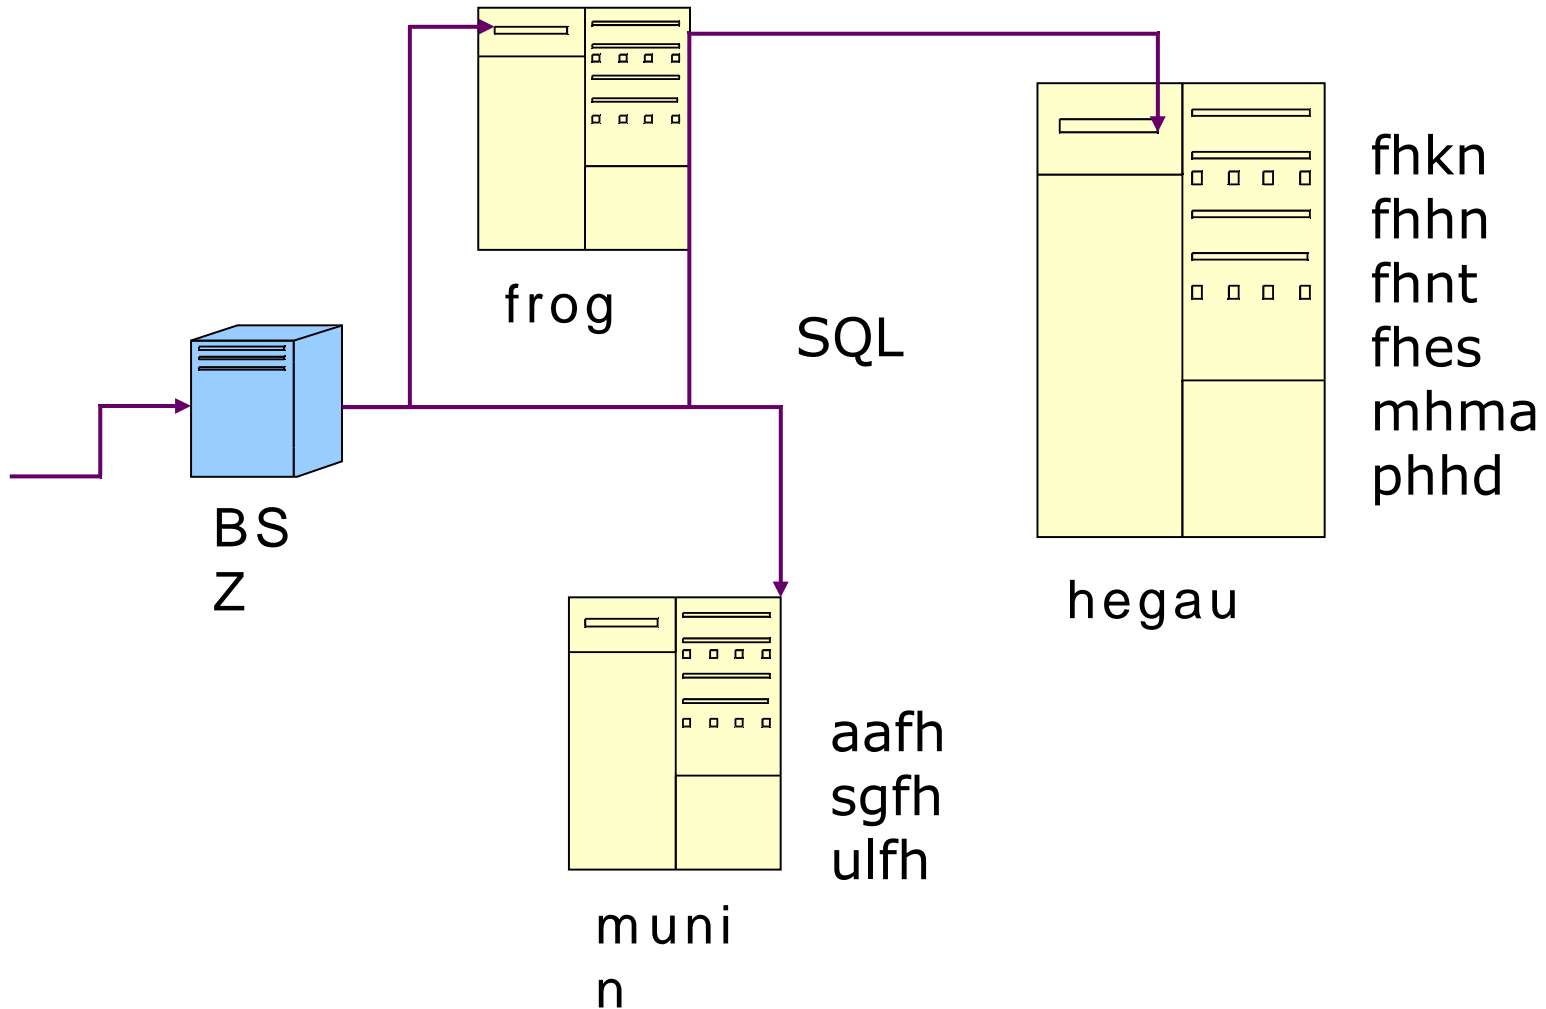 frog
SQL
fhkn
fhhn
fhnt
fhes
mhma
phhd
BS
Z
hegau
aafh
sgfh
ulfh
muni
n